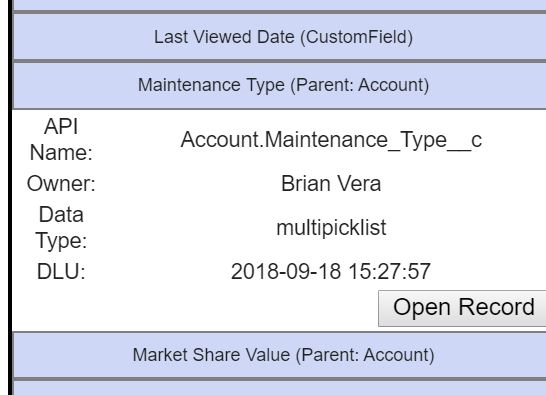 Last Viewed Date (CustomField)
Maintenance Type (Parent: Account)
API
Name:
Account.Maintenance_Type__c
Owner:
Brian Vera
Data
Type:
multipicklist
DLU:
2018-09-18 15:27:57
Open Record
Market Share Value (Parent: Account)